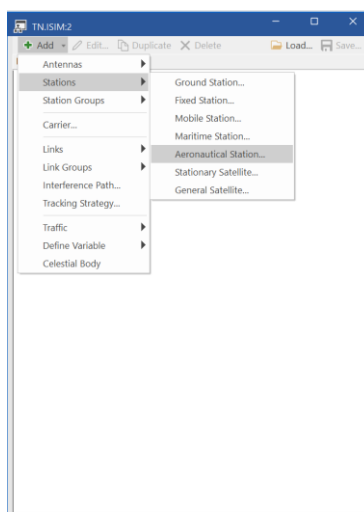 TN.ISIM:2
Add Edit... Duplicate Delete Load... Save...
Antennas
Stations
Station Groups
Carrier...
Links
Link Groups
Interference Path...
Tracking Strategy...
Traffic
Define Variable
Celestial Body
Ground Station...
Fixed Station...
Mobile Station...
Maritime Station...
Aeronautical Station...
Stationary Satellite...
General Satellite...